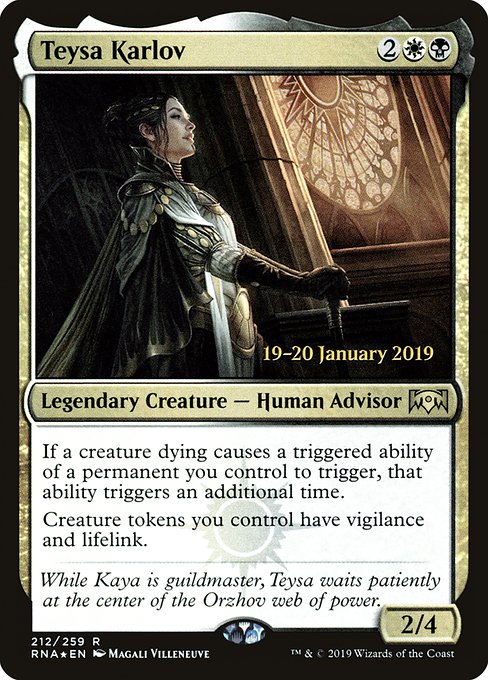 Teysa Karlov 2
19–20 January 2019
Legendary Creature — Human Advisor
If a creature dying causes a triggered ability
of a permanent you control to trigger, that
ability triggers an additional time.
Creature tokens you control have vigilance
and lifelink.
While Kaya is guildmaster, Teysa waits patiently
at the center of the Orzhov web of power.
2/4
212/259 R
RNA★EN Magali Villeneuve
™ & © 2019 Wizards of the Coast